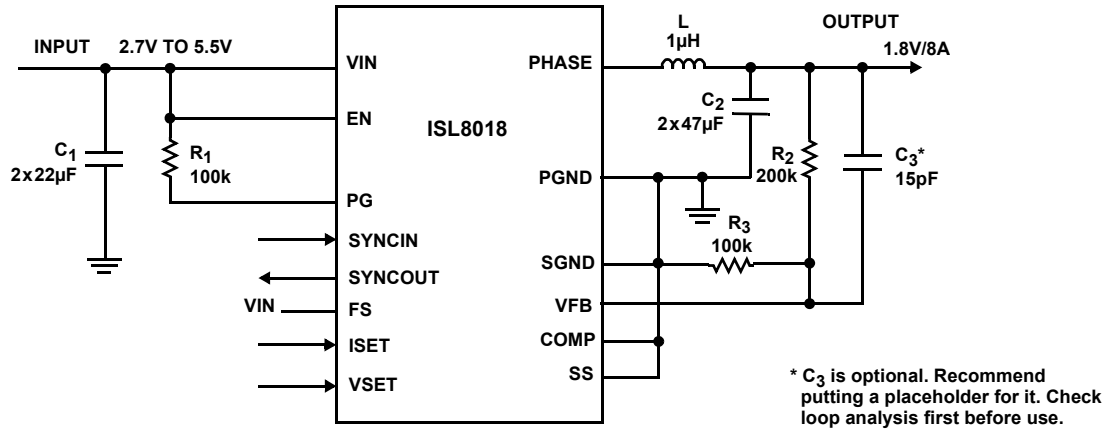 INPUT
2.7V TO 5.5V
C1
2x22µF
R1
100k
VIN
EN
PG
SYNCIN
SYNCOUT
VIN
FS
ISET
VSET
ISL8018
PHASE
PGND
SGND
VFB
COMP
SS
L
1µH
OUTPUT
1.8V/8A
C2
2x47µF
R2
200k
C3*
15pF
R3
100k
* C3 is optional. Recommend
putting a placeholder for it. Check
loop analysis first before use.